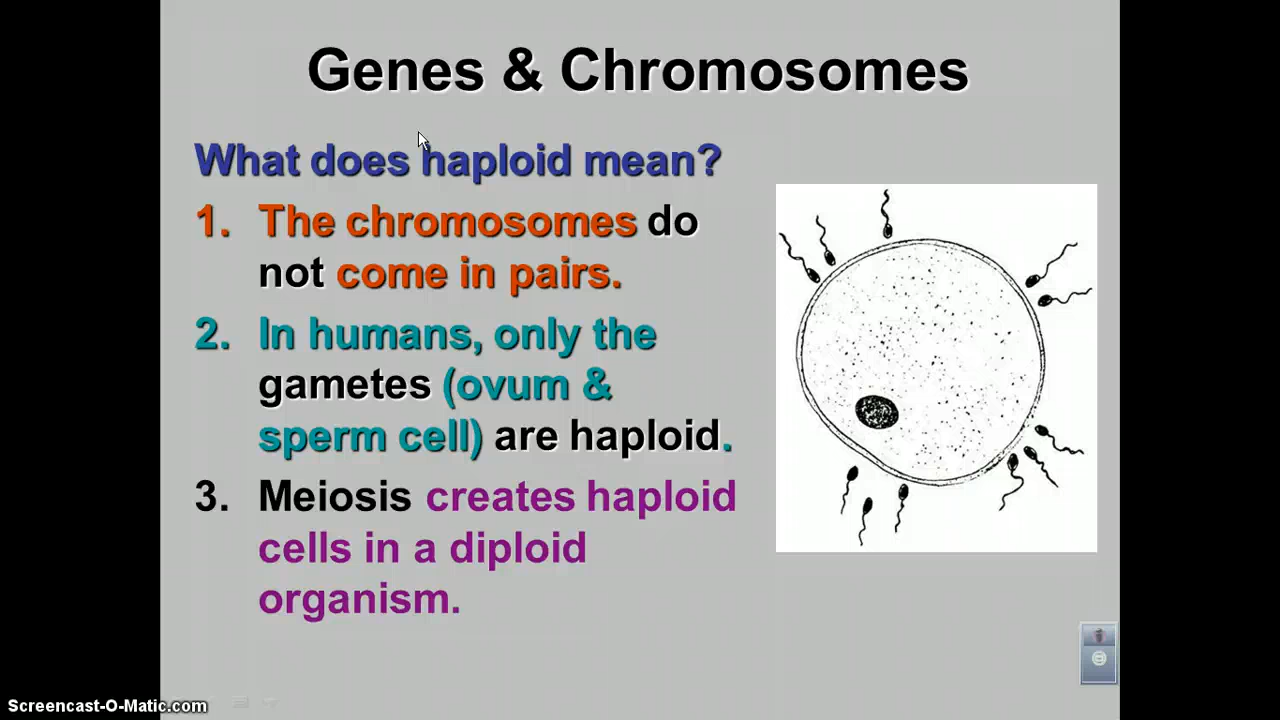 Genes & Chromosomes
What does haploid mean?
1. The chromosomes do
not come in pairs.
2. In humans, only the
gametes (ovum &
sperm cell) are haploid.
3. Meiosis creates haploid
cells in a diploid
organism.
Screencast-O-Matic.com